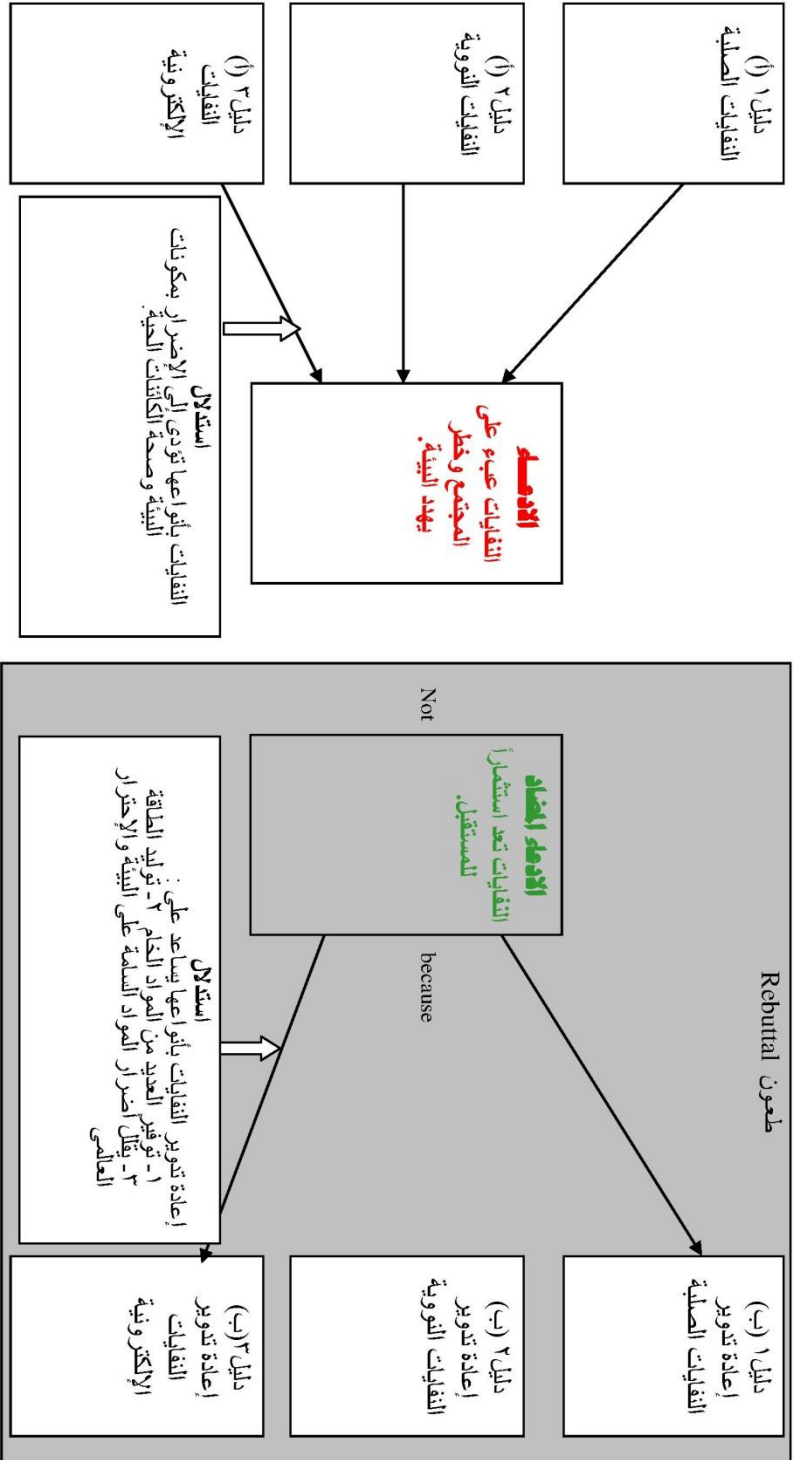 دليل ١ (أ)
النفايات الصلبة
دليل ٢ (أ)
النفايات النووية
دليل ٣ (أ)
النفايات
الإلكترونية
الادعاء
النفايات عبء على
المجتمع وخطر
يهدد البيئة.
استدلال
النفايات بأنواعها تؤدى إلى الإضرار بمكونات
البيئة وصحة الكائنات الحية.
Rebuttal طعون
Not
because
الادعاء المضاد
النفايات تعد استثماراً
للمستقبل.
استدلال
إعادة تدوير النفايات بأنواعها يساعد على :
١- توفير العديد من المواد الخام ٢- توليد الطاقة
٣- يقلل أضرار المواد السامة على البيئة والإحترار
العالمى
دليل ١ (ب)
إعادة تدوير
النفايات الصلبة
دليل ٢ (ب)
إعادة تدوير
النفايات النووية
دليل ٣(ب)
إعادة تدوير
النفايات
الإلكترونية